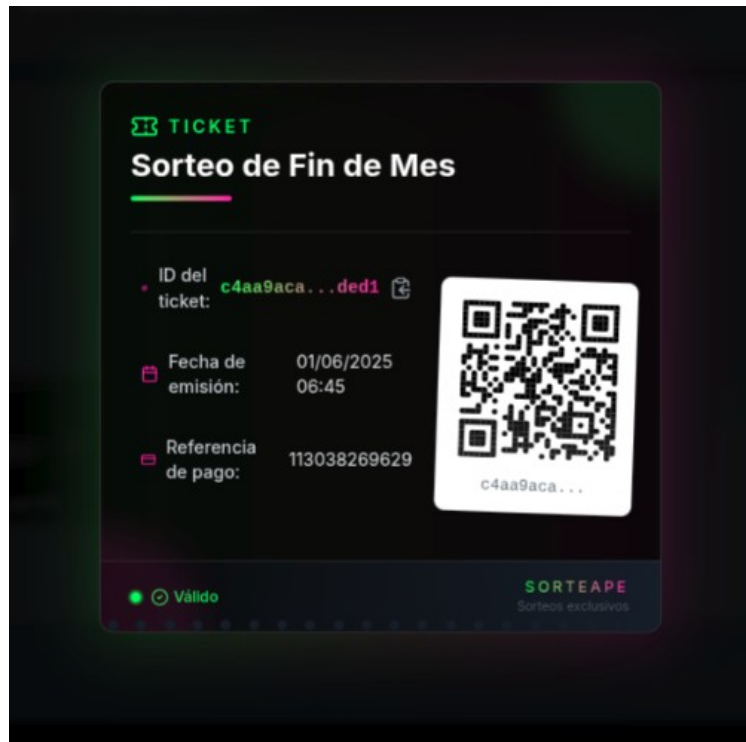 TICKET
Sorteo de Fin de Mes
ID del
ticket:
c4aa9aca...ded1
Fecha de
emisión:
01/06/2025
06:45
Referencia
de pago:
113038269629
c4aa9aca...
Válido
SORTEAPE
Sorteos exclusivos